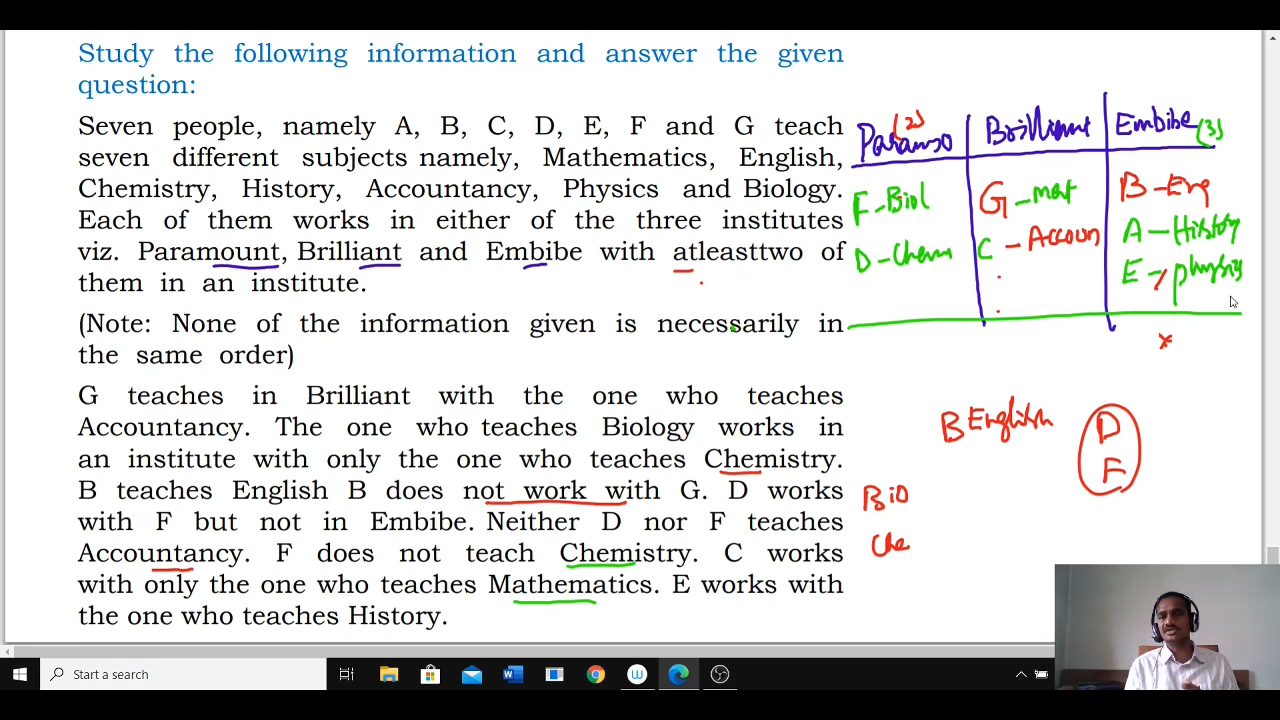 Study the following information and answer the given
question:
Seven people, namely A, B, C, D, E, F and G teach
seven different subjects namely, Mathematics, English,
Chemistry, History, Accountancy, Physics and Biology.
Each of them works in either of the three institutes
viz. Paramount, Brilliant and Embibe with atleasttwo of
them in an institute.
(Note: None of the information given is necessarily in
the same order)
G teaches in Brilliant with the one who teaches
Accountancy. The one who teaches Biology works in
an institute with only the one who teaches Chemistry.
B teaches English B does not work with G. D works
with F but not in Embibe. Neither D nor F teaches
Accountancy. F does not teach Chemistry. C works
with only the one who teaches Mathematics. E works with
the one who teaches History.
(2) Brilliant Embibe (3)
F - Biol G - mat B - Eng
D - Chem C - Accoun A - History
E - physis
x
B English D
F
Bio
Che
Start a search